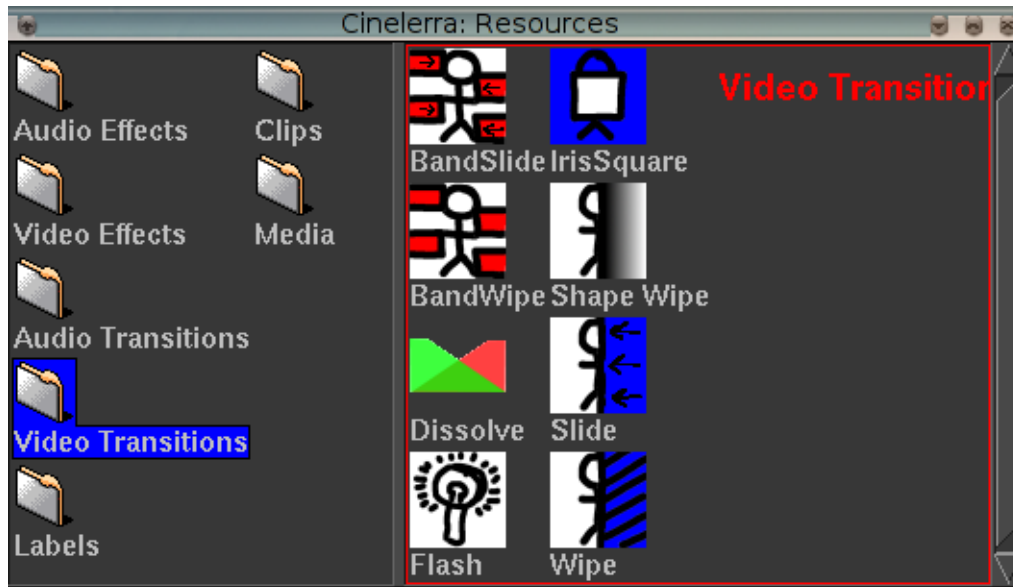 Cinelerra: Resources
Audio Effects
Clips
Video Effects
Media
Audio Transitions
Video Transitions
Labels
Video Transition
BandSlide
IrisSquare
BandWipe
Shape Wipe
Dissolve
Slide
Flash
Wipe